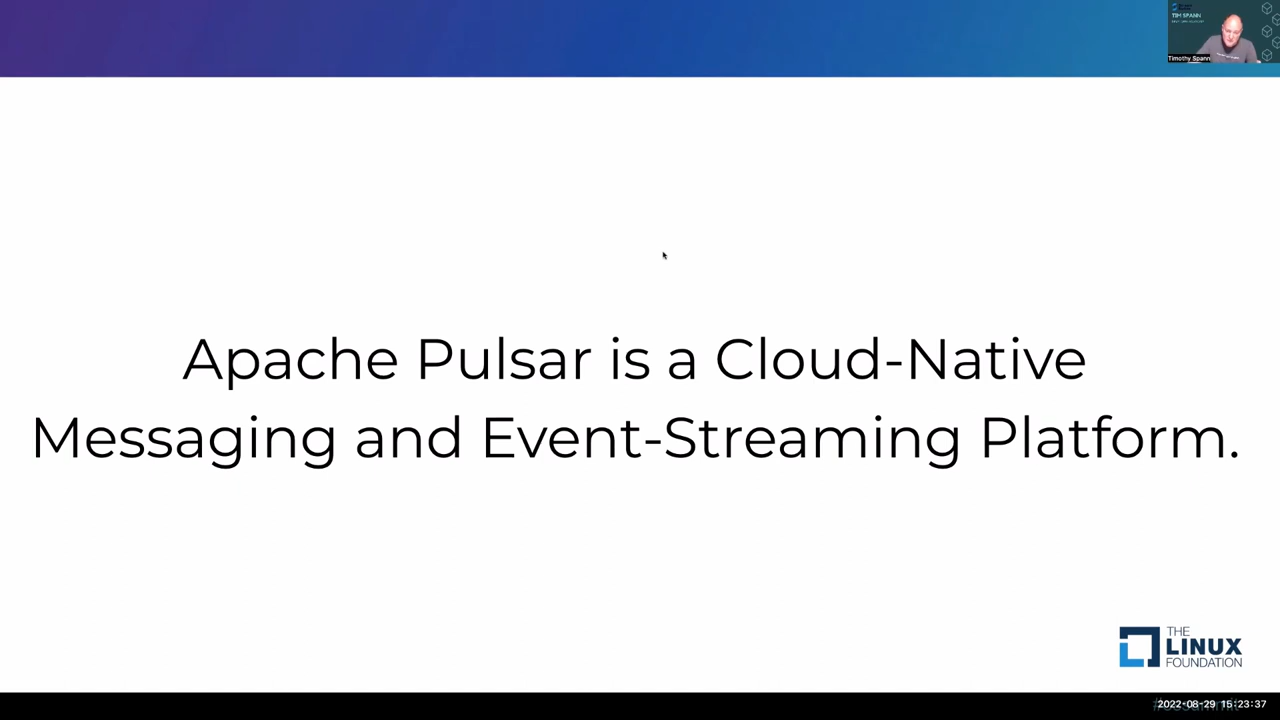 TIM SPANN
Timothy Spann
Apache Pulsar is a Cloud-Native
Messaging and Event-Streaming Platform.
THE
LINUX
FOUNDATION
2022-08-29 15:23:37